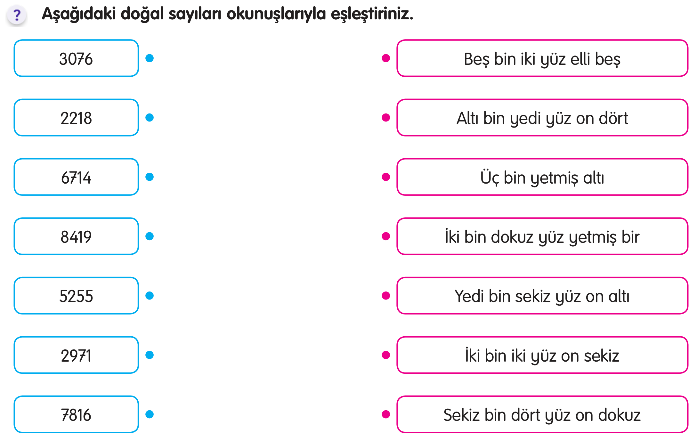 ? Aşağıdaki doğal sayıları okunuşlarıyla eşleştiriniz.
3076 Beş bin iki yüz elli beş
2218 Altı bin yedi yüz on dört
6714 Üç bin yetmiş altı
8419 İki bin dokuz yüz yetmiş bir
5255 Yedi bin sekiz yüz on altı
2971 İki bin iki yüz on sekiz
7816 Sekiz bin dört yüz on dokuz